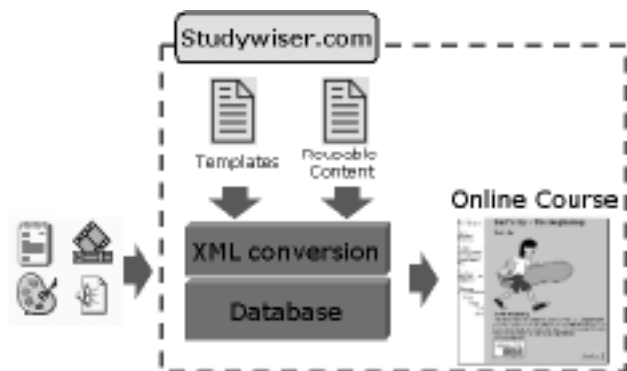 Studywiser.com
Templates
Reusable
Content
Online Course
XML conversion
Database